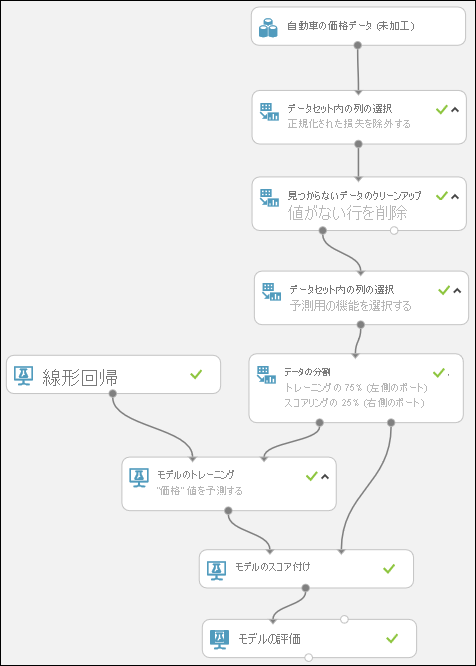 自動車の価格データ (未加工)
データセット内の列の選択
正規化された損失を除外する
見つからないデータのクリーンアップ
値がない行を削除
データセット内の列の選択
予測用の機能を選択する
線形回帰
データの分割
トレーニングの 75% (左側のポート)
スコアリングの 25% (右側のポート)
モデルのトレーニング
"価格" 値を予測する
モデルのスコア付け
モデルの評価